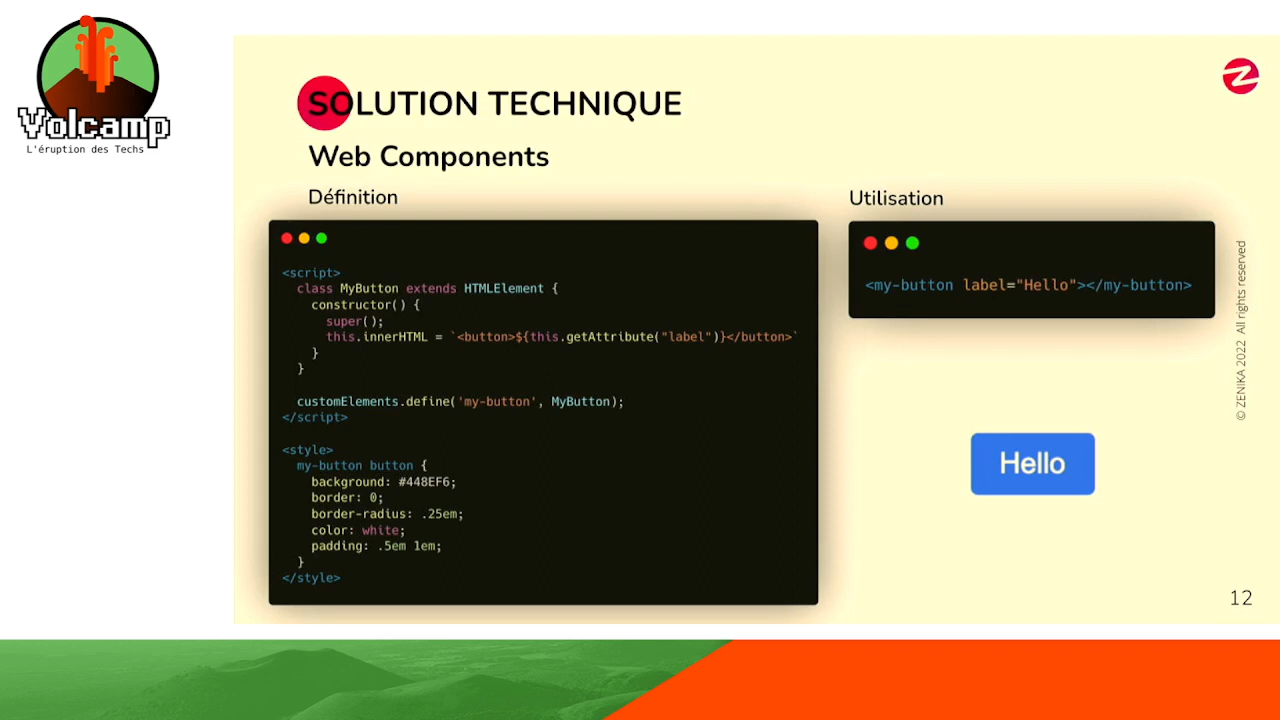 Volcamp
L'éruption des Techs
SOLUTION TECHNIQUE
Web Components
Définition
<script>
  class MyButton extends HTMLElement {
    constructor() {
      super();
      this.innerHTML = `<button>${this.getAttribute("label")}</button>`
    }
  }

  customElements.define('my-button', MyButton);
</script>

<style>
  my-button button {
    background: #448EF6;
    border: 0;
    border-radius: .25em;
    color: white;
    padding: .5em 1em;
  }
</style>
Utilisation
<my-button label="Hello"></my-button>
Hello
© ZENIKA 2022 All rights reserved
12